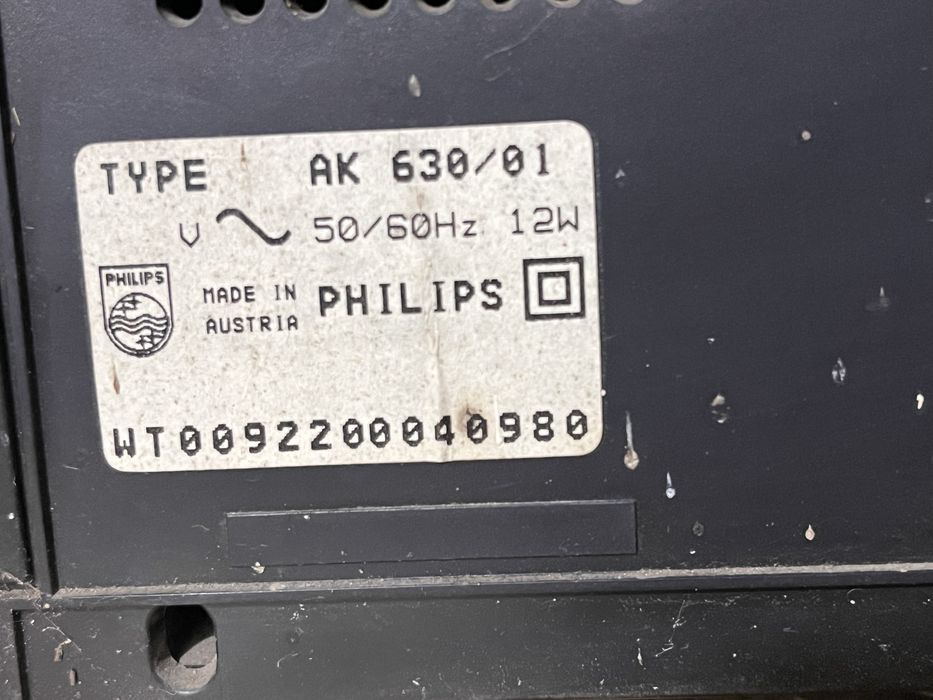 TYPE AK 630/01
V 50/60Hz 12W
PHILIPS
MADE IN
AUSTRIA
PHILIPS
WT0092200040980